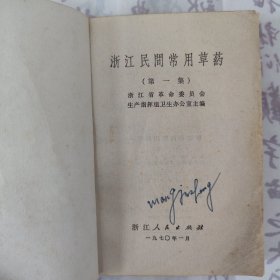 浙江民間常用草药
（第一集）
浙江省革命委员会
生产指挥组卫生办公室主编
浙江人民出版社
一九七〇年一月